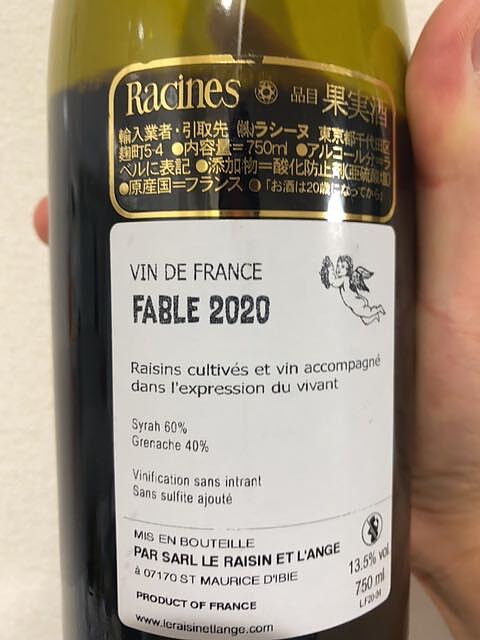 Racines 品目 果実酒
輸入業者・引取先 ㈱ラシーヌ 東京都千代田区
麹町5-4 ●内容量=750ml ●アルコール分=ラ
ベルに表記 ●添加物=酸化防止剤(亜硫酸塩)
●原産国=フランス 「お酒は20歳になってから」
VIN DE FRANCE
FABLE 2020
Raisins cultivés et vin accompagné
dans l'expression du vivant
Syrah 60%
Grenache 40%
Vinification sans intrant
Sans sulfite ajouté
MIS EN BOUTEILLE
PAR SARL LE RAISIN ET L'ANGE
à 07170 ST MAURICE D'IBIE
PRODUCT OF FRANCE
www.leraisinetlange.com
13.5% vol
750 ml
LF20-04